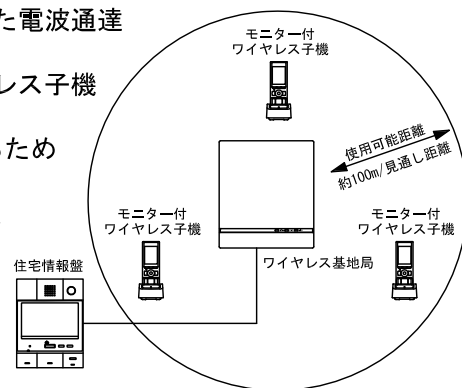 た電波通達
レス子機
ため
モニター付
ワイヤレス子機
使用可能距離
約100m/見通し距離
モニター付
ワイヤレス子機
モニター付
ワイヤレス子機
ワイヤレス基地局
住宅情報盤